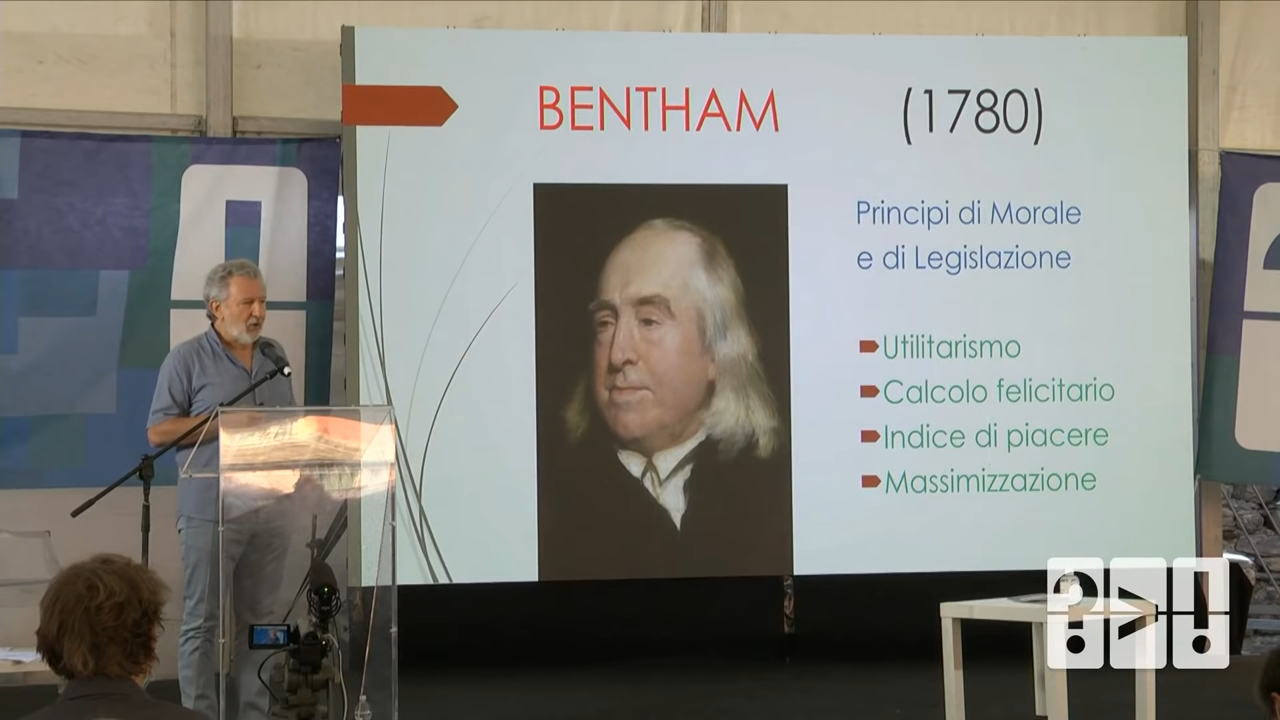 BENTHAM (1780)
Principi di Morale
e di Legislazione
Utilitarismo
Calcolo felicitario
Indice di piacere
Massimizzazione
?>!